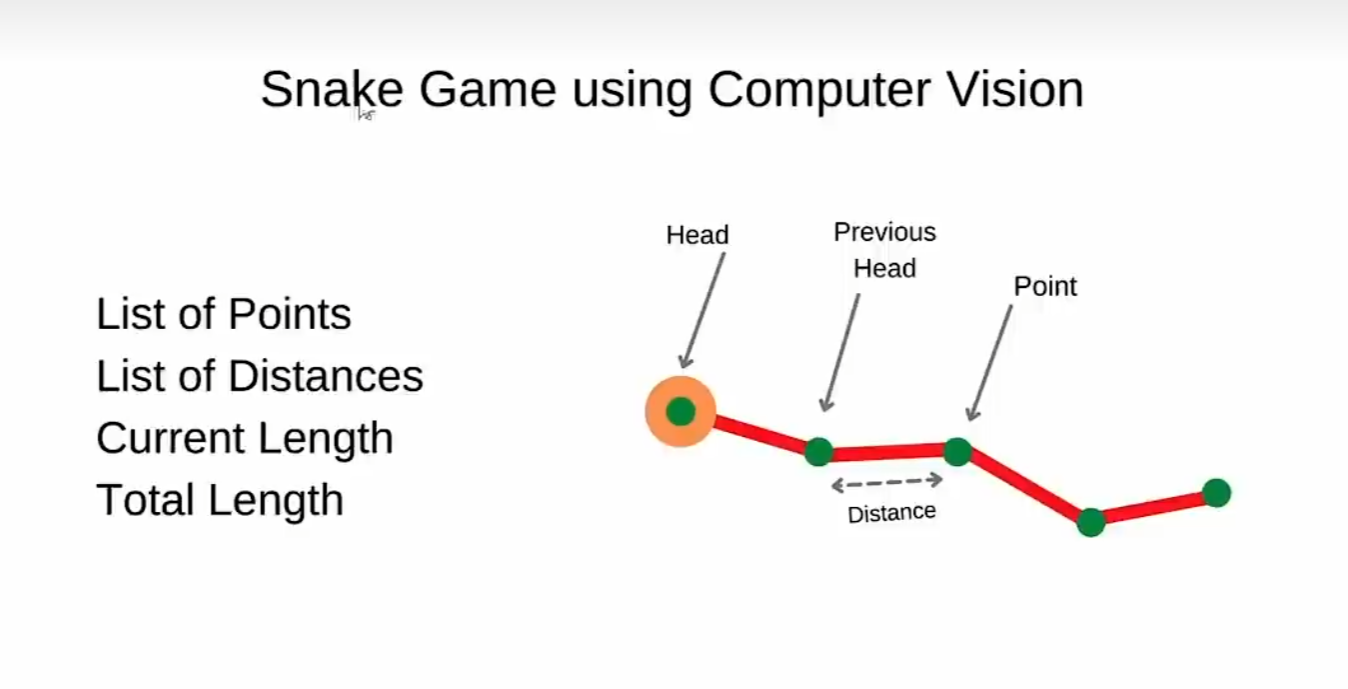 Snake Game using Computer Vision
Head
Previous
Head
Point
List of Points
List of Distances
Current Length
Total Length
Distance